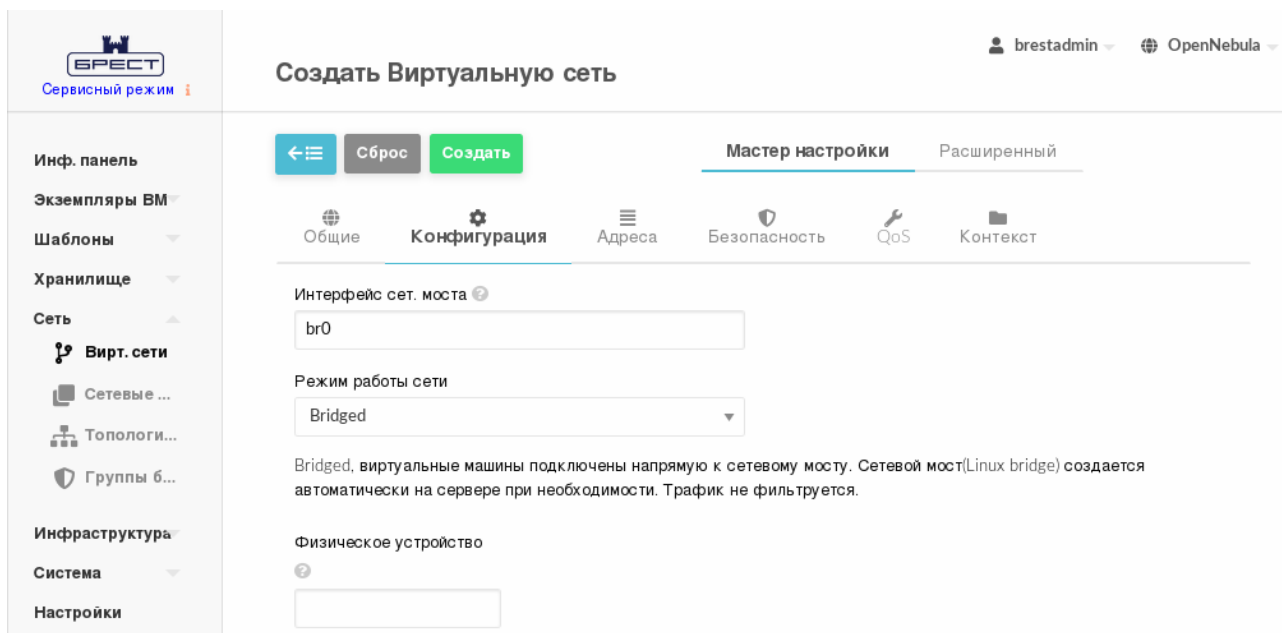 БРЕСТ
Сервисный режим i
brestadmin
OpenNebula
Создать Виртуальную сеть
Инф. панель
Экземпляры ВМ
Шаблоны
Хранилище
Сеть
Вирт. сети
Сетевые ...
Топологи...
Группы б...
Инфраструктура
Система
Настройки
Сброс
Создать
Мастер настройки
Расширенный
Общие
Конфигурация
Адреса
Безопасность
QoS
Контекст
Интерфейс сет. моста ?
br0
Режим работы сети
Bridged
Bridged, виртуальные машины подключены напрямую к сетевому мосту. Сетевой мост(Linux bridge) создается
автоматически на сервере при необходимости. Трафик не фильтруется.
Физическое устройство
?